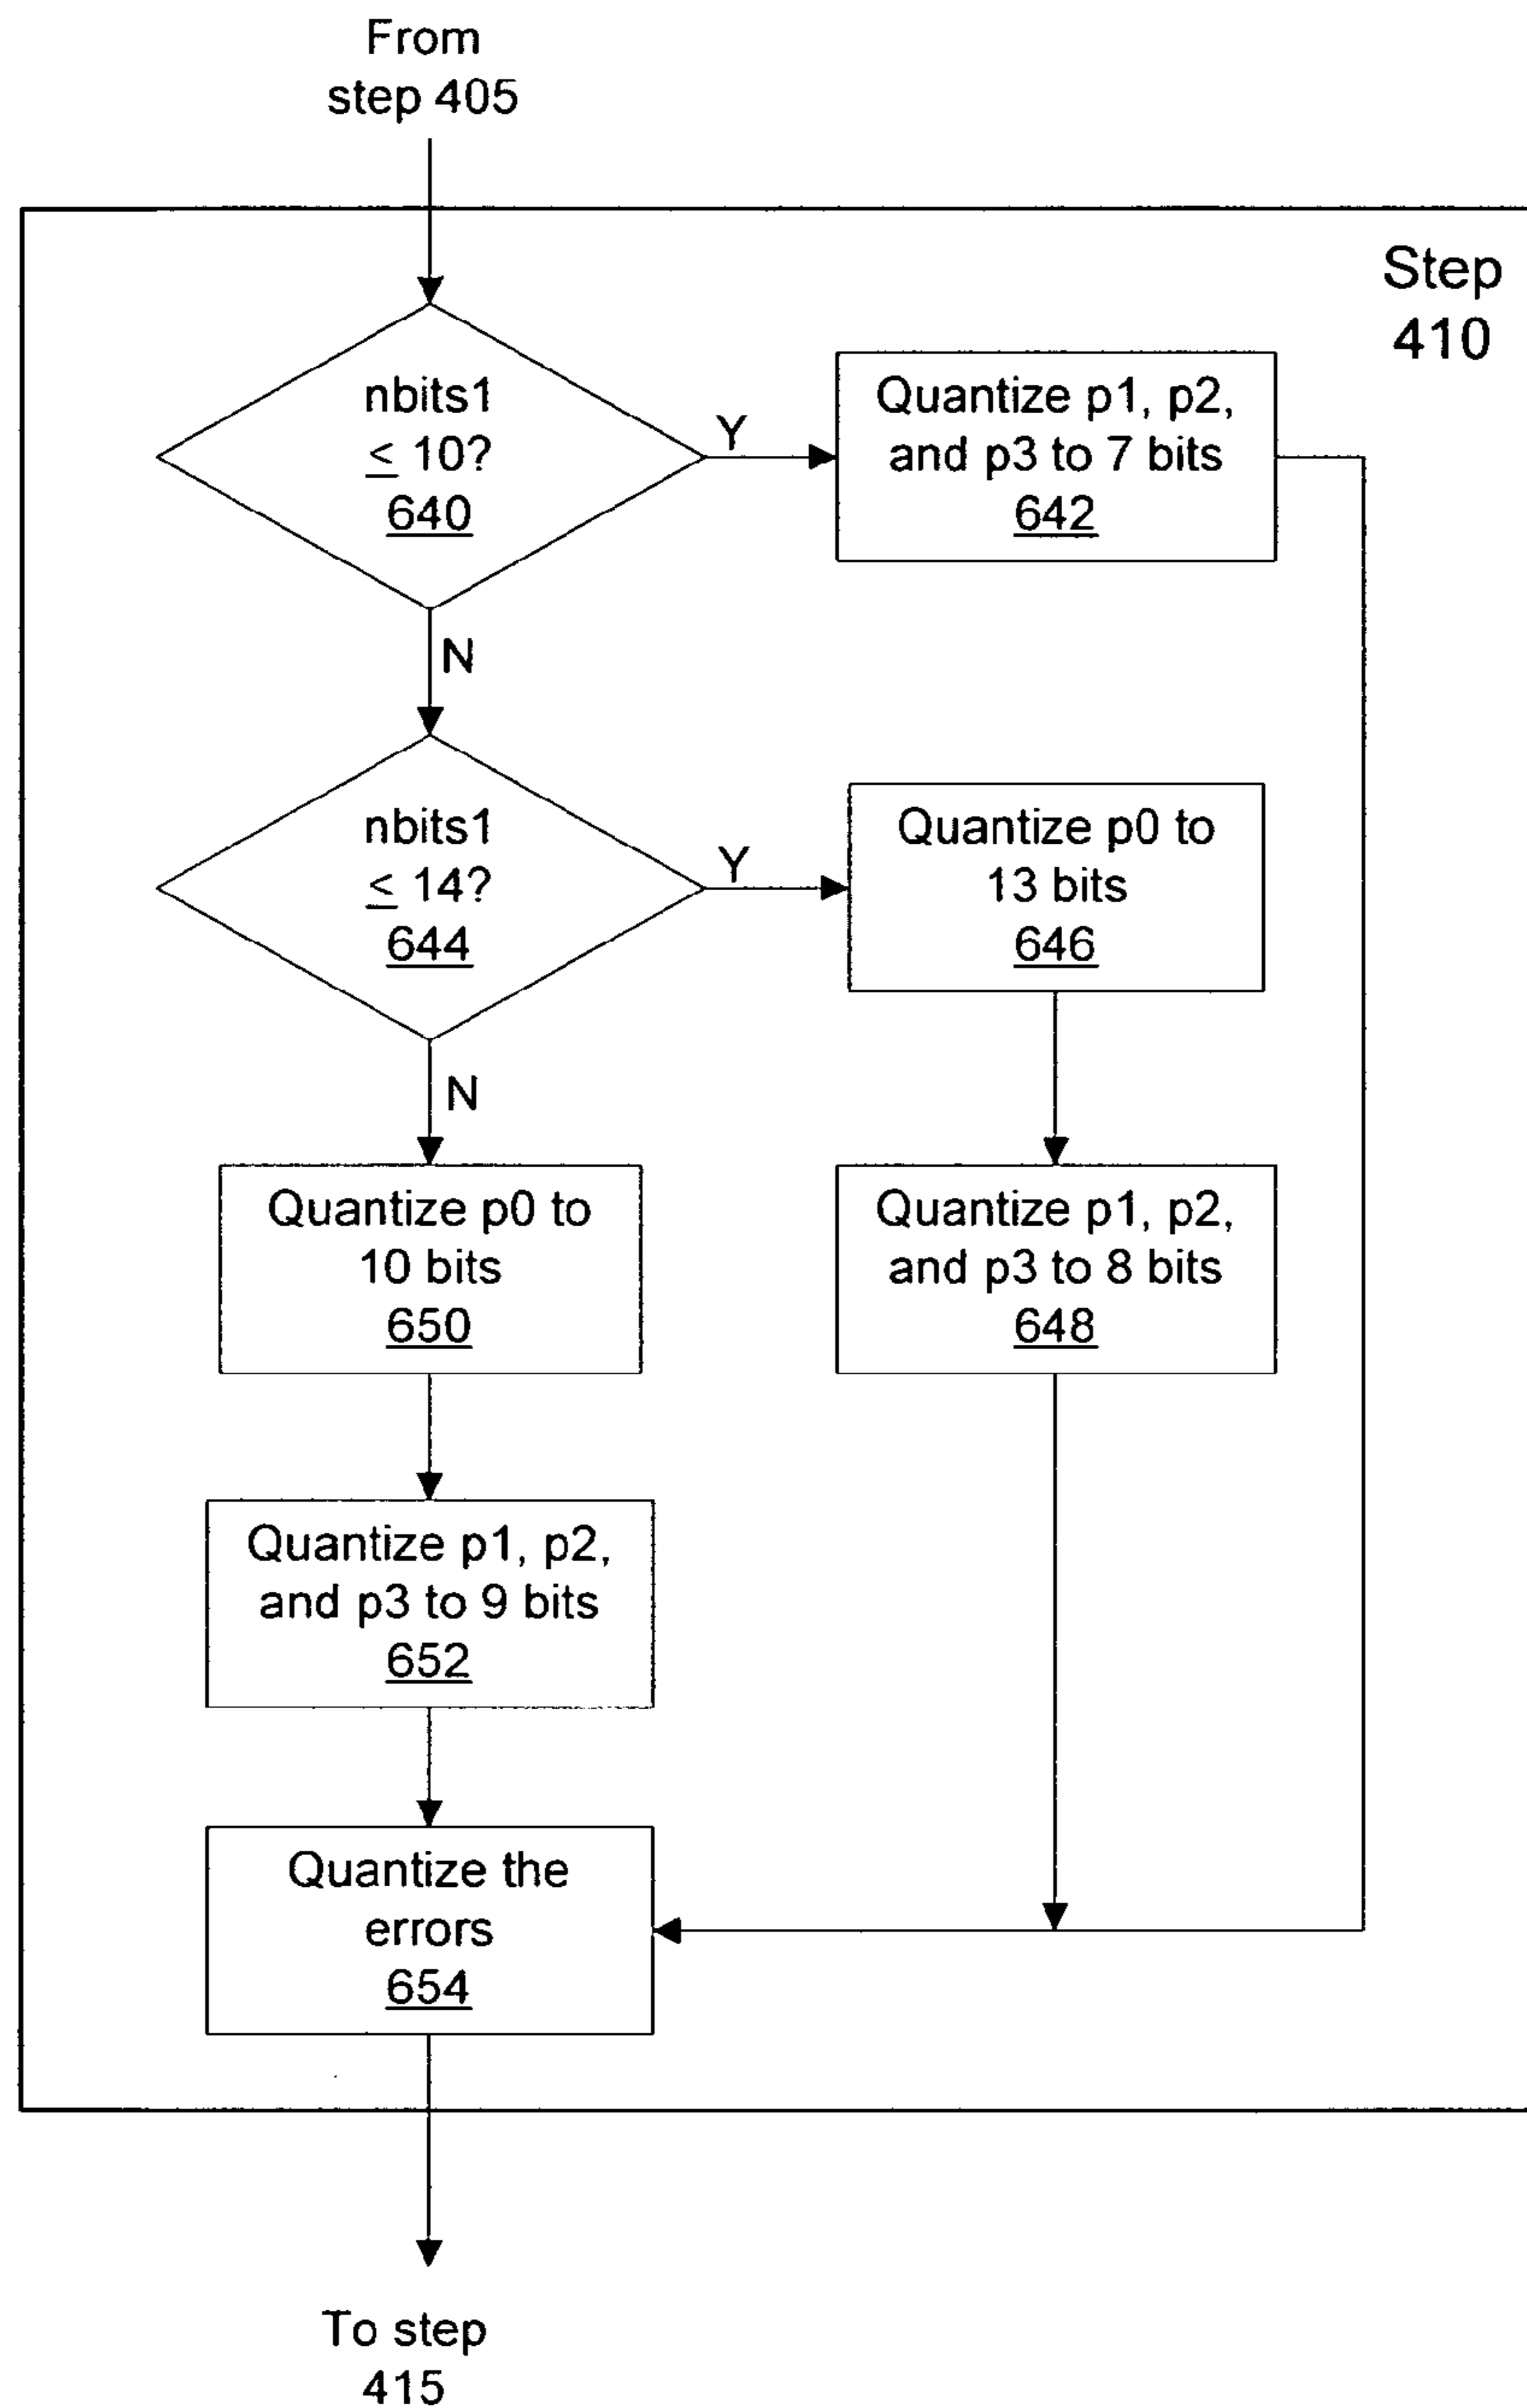 From
step 405
Step
410
nbits1
≤ 10?
640
Y
Quantize p1, p2,
and p3 to 7 bits
642
N
nbits1
≤ 14?
644
Y
Quantize p0 to
13 bits
646
N
Quantize p0 to
10 bits
650
Quantize p1, p2,
and p3 to 8 bits
648
Quantize p1, p2,
and p3 to 9 bits
652
Quantize the
errors
654
To step
415